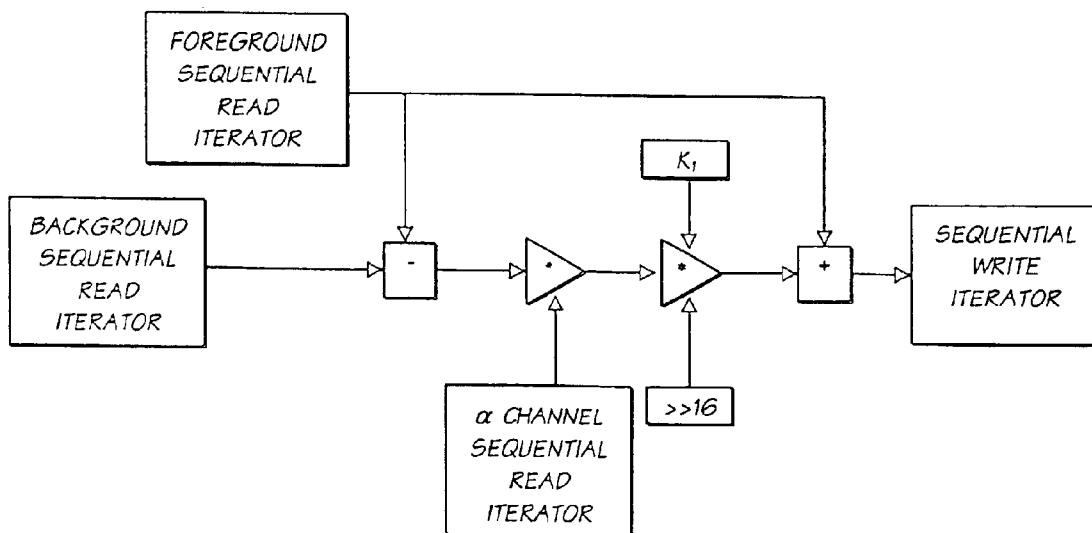 FOREGROUND
SEQUENTIAL
READ
ITERATOR
K₁
BACKGROUND
SEQUENTIAL
READ
ITERATOR
-
*
*
+
SEQUENTIAL
WRITE
ITERATOR
α CHANNEL
SEQUENTIAL
READ
ITERATOR
>>16